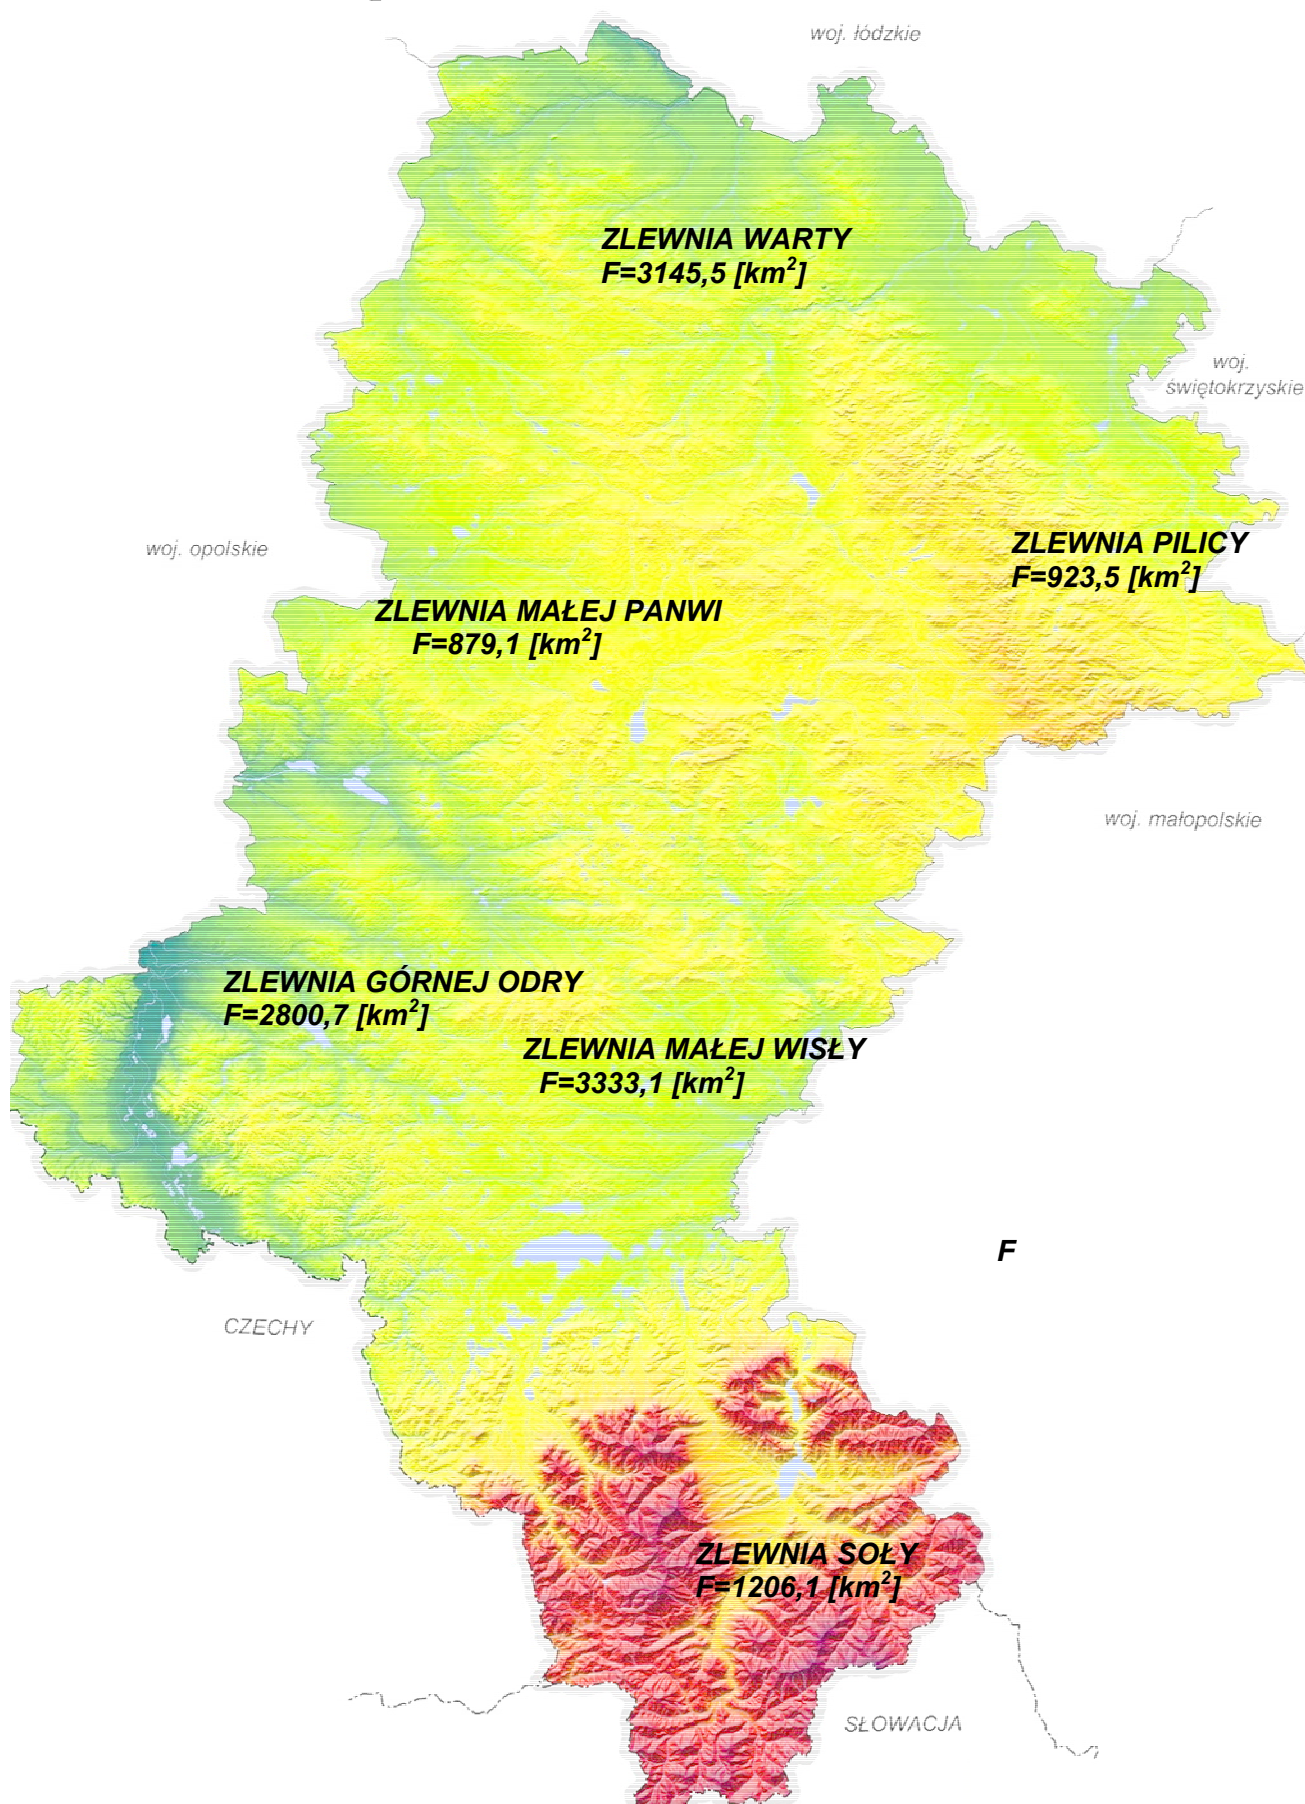 woj. łódzkie
ZLEWNIA WARTY
F=3145,5 [km²]
woj.
świętokrzyskie
woj. opolskie
ZLEWNIA PILICY
F=923,5 [km²]
ZLEWNIA MAŁEJ PANWI
F=879,1 [km²]
woj. małopolskie
ZLEWNIA GÓRNEJ ODRY
F=2800,7 [km²]
ZLEWNIA MAŁEJ WISŁY
F=3333,1 [km²]
F
CZECHY
ZLEWNIA SOŁY
F=1206,1 [km²]
SŁOWACJA